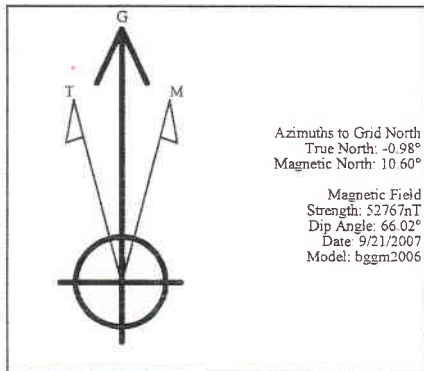 G
T
M
Azimuths to Grid North
True North: -0.98°
Magnetic North: 10.60°
Magnetic Field
Strength: 52767nT
Dip Angle: 66.02°
Date: 9/21/2007
Model: bggm2006